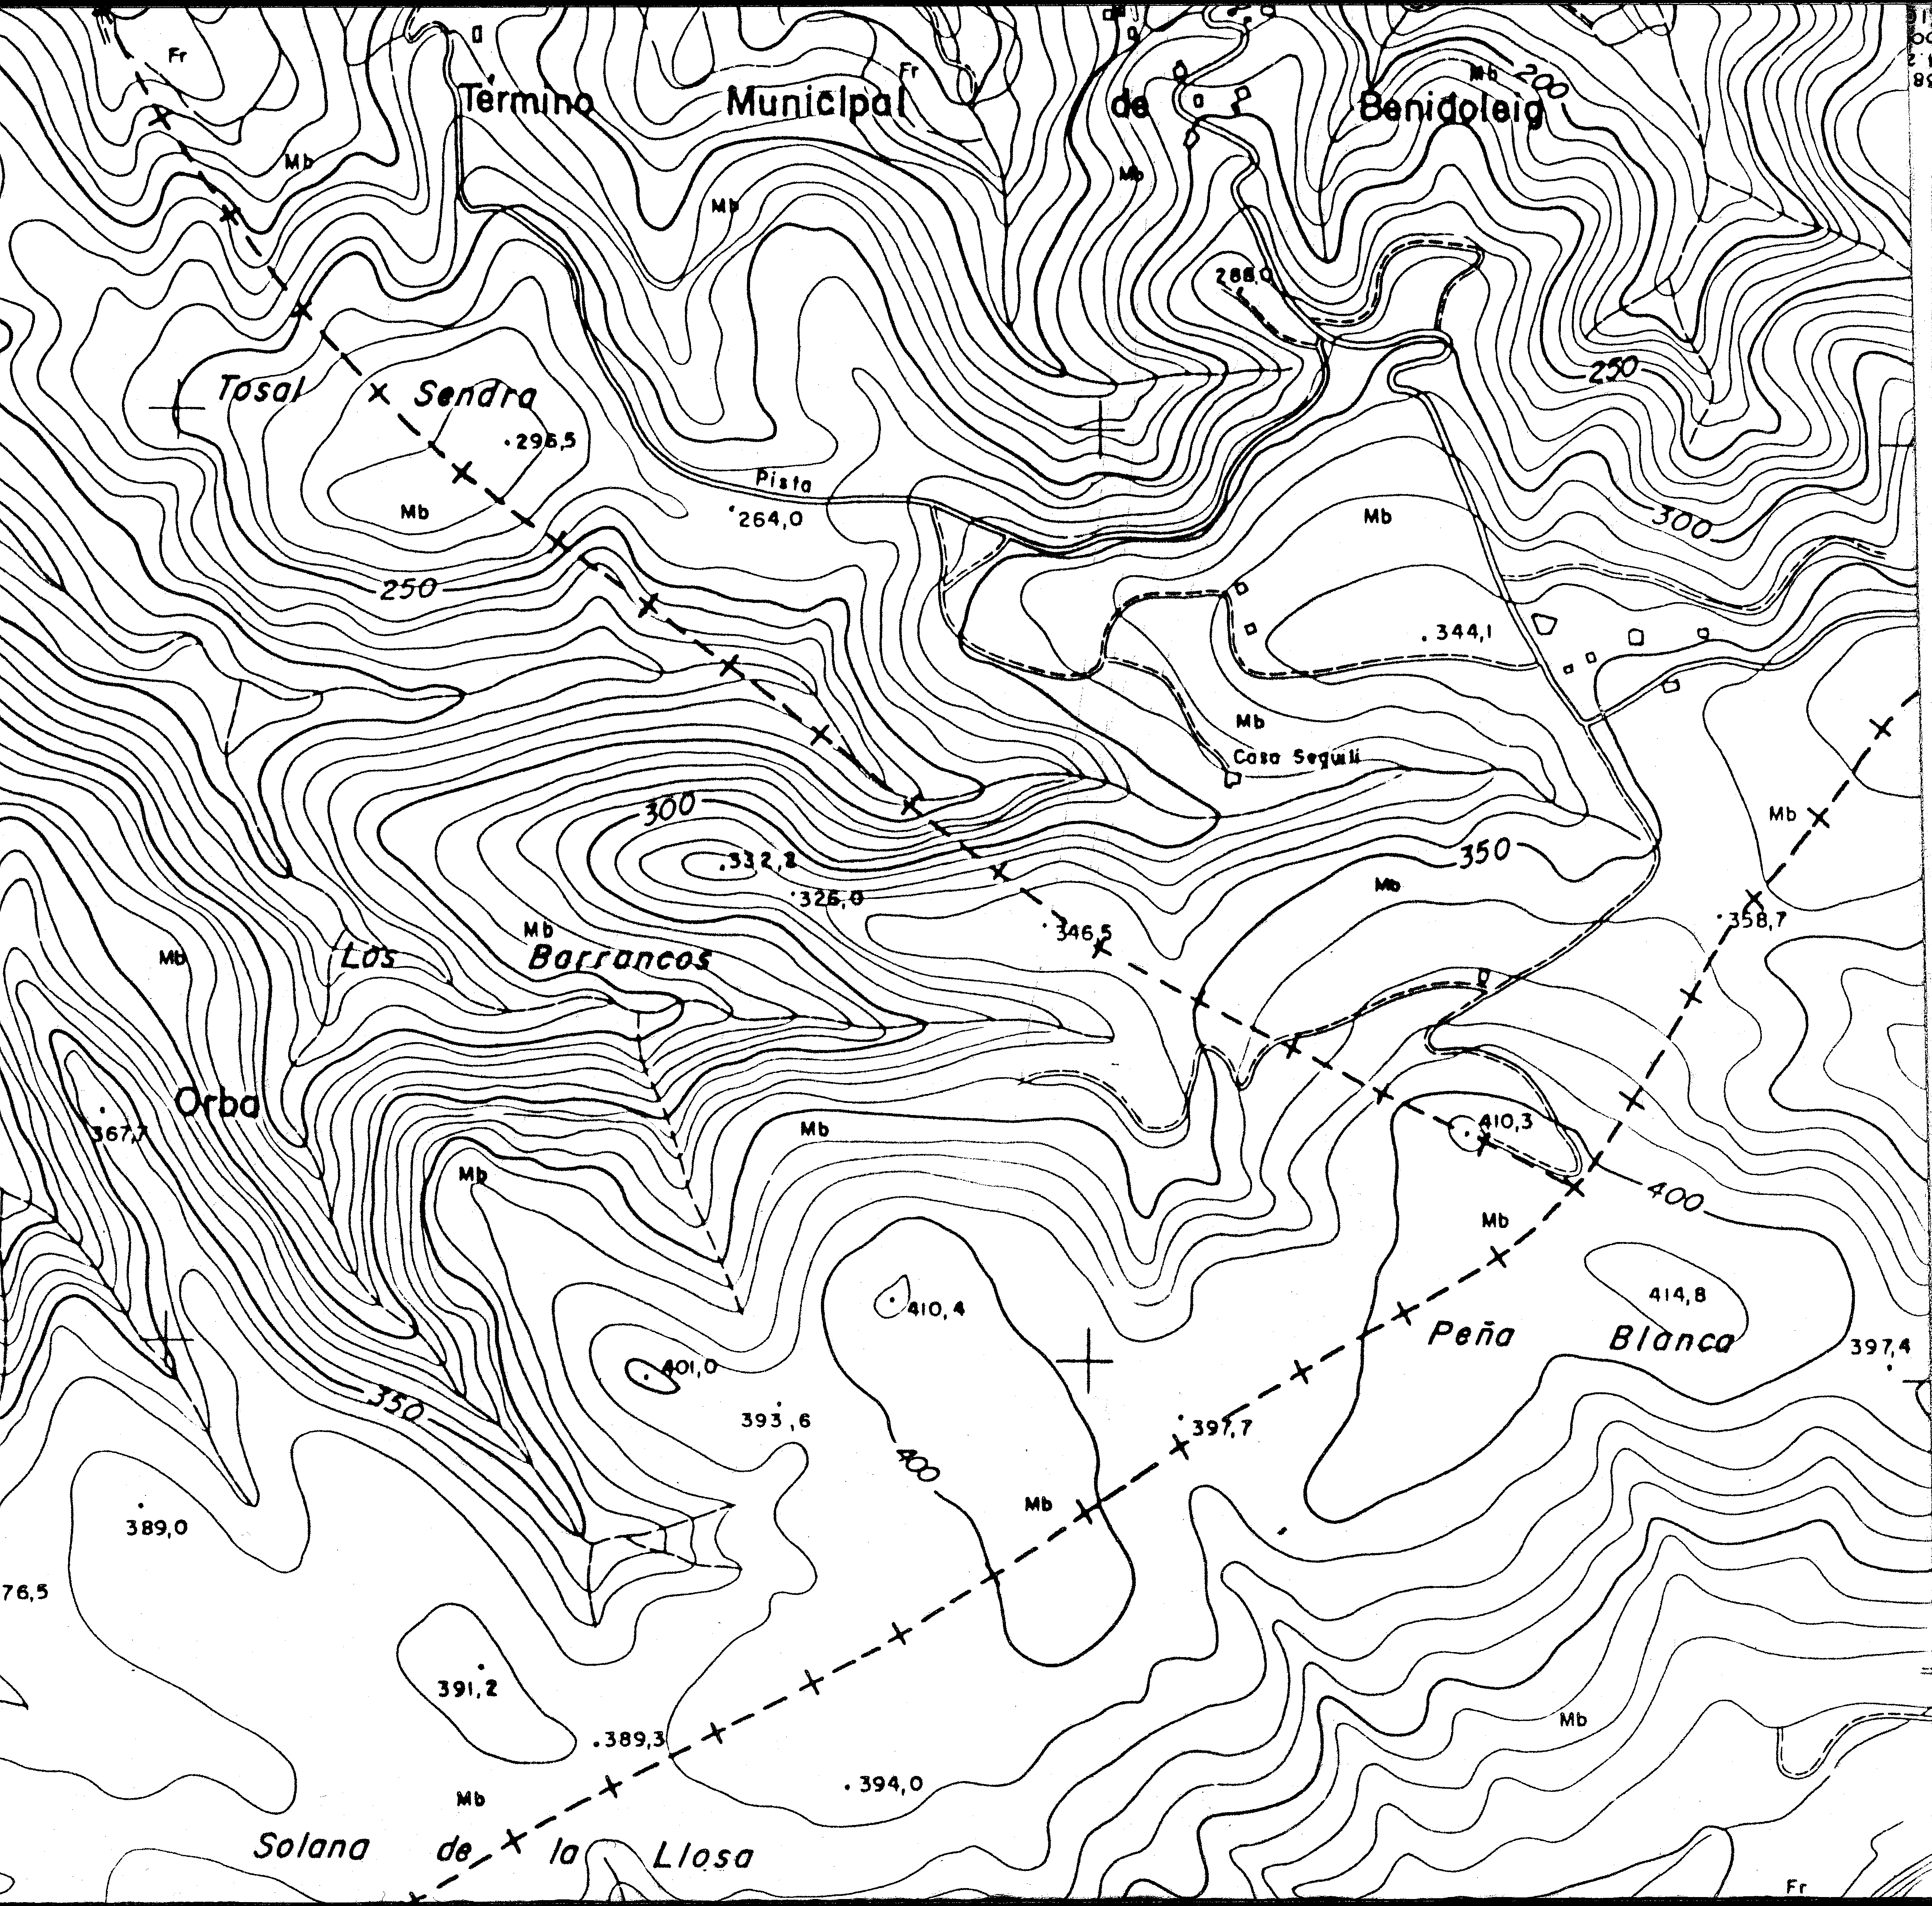 Fr
Mb
200
Fr
Término Municipal de Benidoleig
Mb
Mb
Mb
288,0
250
Tosal Sendra
296,5
Pista
Mb
264,0
Mb
300
250
344,1
Mb
Casa Seguilí
300
Mb
350
332,2
Mb
326,0
358,7
346,5
Mb
Mb
Los Barrancos
Orba
410,3
367,7
Mb
Mb
400
Mb
414,8
410,4
Peña Blanca
397,4
401,0
350
393,6
397,7
400
Mb
389,0
76,5
391,2
Mb
389,3
394,0
Mb
Solana de la Llosa
Fr